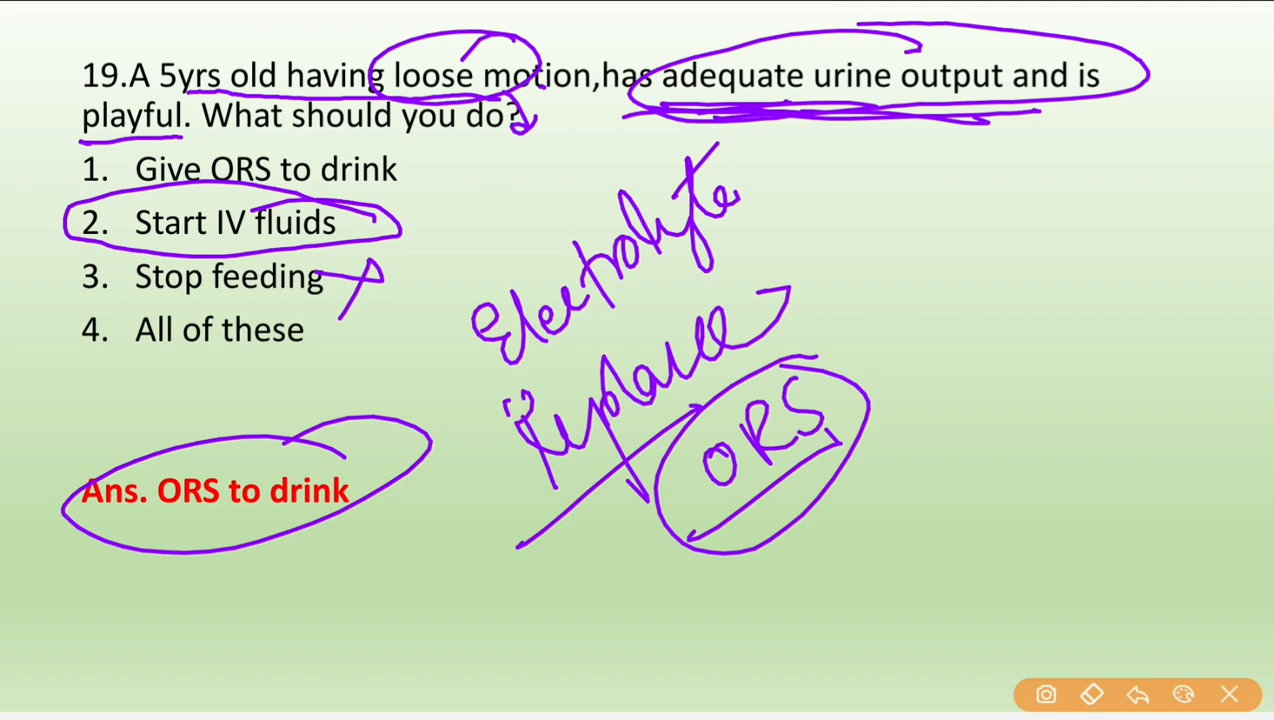 19.A 5yrs old having loose motion,has adequate urine output and is
playful. What should you do?
1. Give ORS to drink
2. Start IV fluids
3. Stop feeding
4. All of these
Electrolyte
Replace
ORS
Ans. ORS to drink